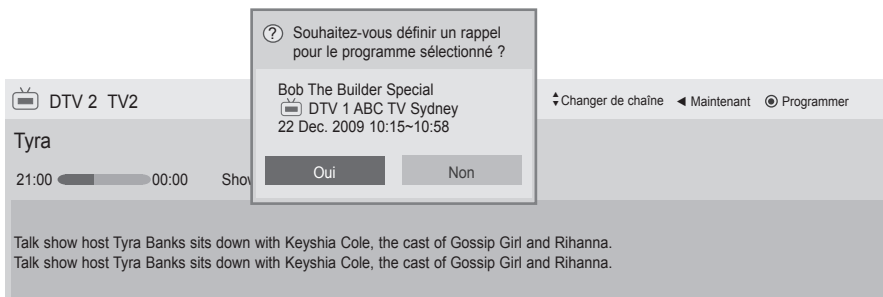 Souhaitez-vous définir un rappel
pour le programme sélectionné ?
Bob The Builder Special
DTV 1 ABC TV Sydney
22 Dec. 2009 10:15~10:58
Oui Non
DTV 2 TV2
Changer de chaîne Maintenant Programmer
Tyra
21:00 00:00
Talk show host Tyra Banks sits down with Keyshia Cole, the cast of Gossip Girl and Rihanna.
Talk show host Tyra Banks sits down with Keyshia Cole, the cast of Gossip Girl and Rihanna.